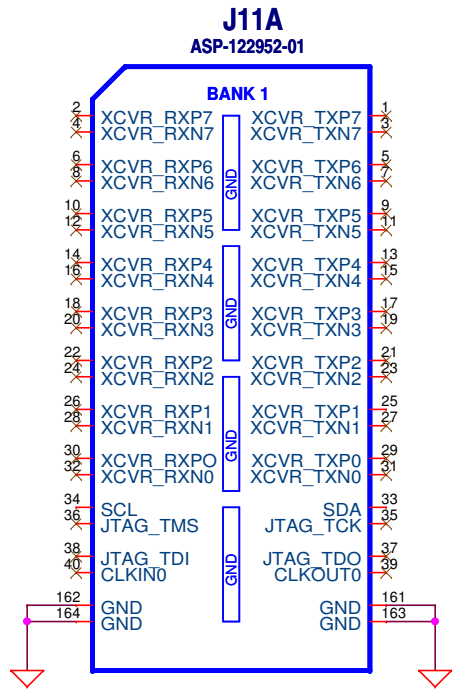 J11A
ASP-122952-01
BANK 1
2 XCVR_RXP7 XCVR_TXP7 1
4 XCVR_RXN7 XCVR_TXN7 3
6 XCVR_RXP6 XCVR_TXP6 5
8 XCVR_RXN6 XCVR_TXN6 7
GND
10 XCVR_RXP5 XCVR_TXP5 9
12 XCVR_RXN5 XCVR_TXN5 11
14 XCVR_RXP4 XCVR_TXP4 13
16 XCVR_RXN4 XCVR_TXN4 15
GND
18 XCVR_RXP3 XCVR_TXP3 17
20 XCVR_RXN3 XCVR_TXN3 19
22 XCVR_RXP2 XCVR_TXP2 21
24 XCVR_RXN2 XCVR_TXN2 23
26 XCVR_RXP1 XCVR_TXP1 25
28 XCVR_RXN1 XCVR_TXN1 27
GND
30 XCVR_RXPO XCVR_TXP0 29
32 XCVR_RXN0 XCVR_TXN0 31
34 SCL SDA 33
36 JTAG_TMS JTAG_TCK 35
38 JTAG_TDI JTAG_TDO 37
40 CLKIN0 CLKOUT0 39
GND
162 GND GND 161
164 GND GND 163